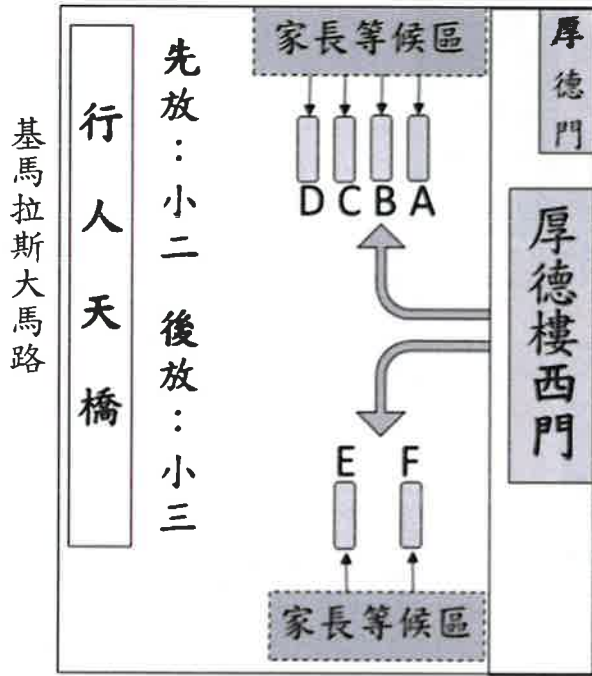 基馬拉斯大馬路
行人天橋
先放：小二 後放：小三
家長等候區
D C B A
E F
家長等候區
厚德門
厚德樓西門